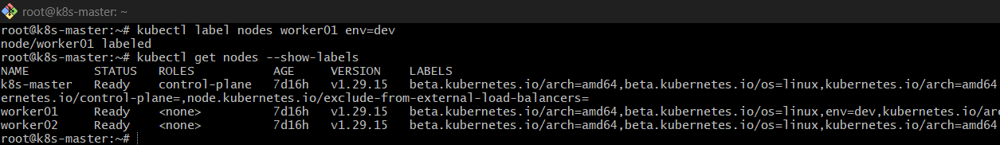 root@k8s-master: ~
root@k8s-master:~# kubectl label nodes worker01 env=dev
node/worker01 labeled
root@k8s-master:~# kubectl get nodes --show-labels
NAME STATUS ROLES AGE VERSION LABELS
k8s-master Ready control-plane 7d16h v1.29.15 beta.kubernetes.io/arch=amd64,beta.kubernetes.io/os=linux,kubernetes.io/arch=amd64
ernetes.io/control-plane=,node.kubernetes.io/exclude-from-external-load-balancers=
worker01 Ready <none> 7d16h v1.29.15 beta.kubernetes.io/arch=amd64,beta.kubernetes.io/os=linux,env=dev,kubernetes.io/ar
worker02 Ready <none> 7d16h v1.29.15 beta.kubernetes.io/arch=amd64,beta.kubernetes.io/os=linux,kubernetes.io/arch=amd64
root@k8s-master:~#